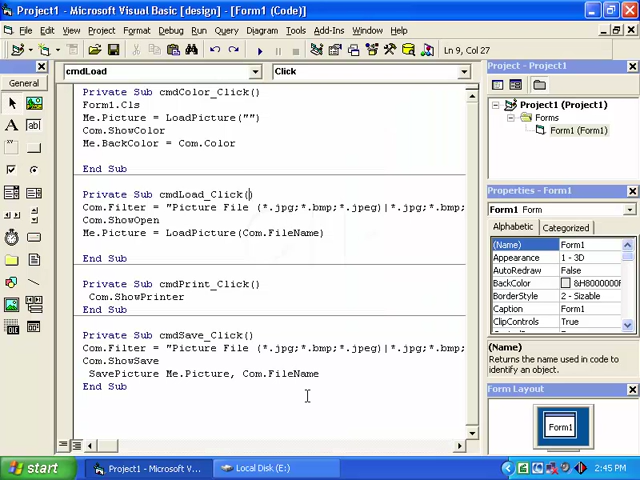 Project1 - Microsoft Visual Basic [design] - [Form1 (Code)]
File Edit View Project Format Debug Run Query Diagram Tools Add-Ins Window Help
Ln 9, Col 27
General
cmdLoad Click
Private Sub cmdColor_Click()
Form1.Cls
Me.Picture = LoadPicture("")
Com.ShowColor
Me.BackColor = Com.Color
End Sub
Private Sub cmdLoad_Click()
Com.Filter = "Picture File (*.jpg;*.bmp;*.jpeg)|*.jpg;*.bmp;
Com.ShowOpen
Me.Picture = LoadPicture(Com.FileName)
End Sub
Private Sub cmdPrint_Click()
Com.ShowPrinter
End Sub
Private Sub cmdSave_Click()
Com.Filter = "Picture File (*.jpg;*.bmp;*.jpeg)|*.jpg;*.bmp;
Com.ShowSave
SavePicture Me.Picture, Com.FileName
End Sub
Project - Project1
Project1 (Project1)
Forms
Form1 (Form1)
Properties - Form1
Form1 Form
Alphabetic Categorized
(Name) Form1
Appearance 1 - 3D
AutoRedraw False
BackColor &H8000000F
BorderStyle 2 - Sizable
Caption Form1
ClipControls True
(Name)
Returns the name used in code to
identify an object.
Form Layout
Form1
start
Project1 - Microsoft Vis...
Local Disk (E:)
2:45 PM